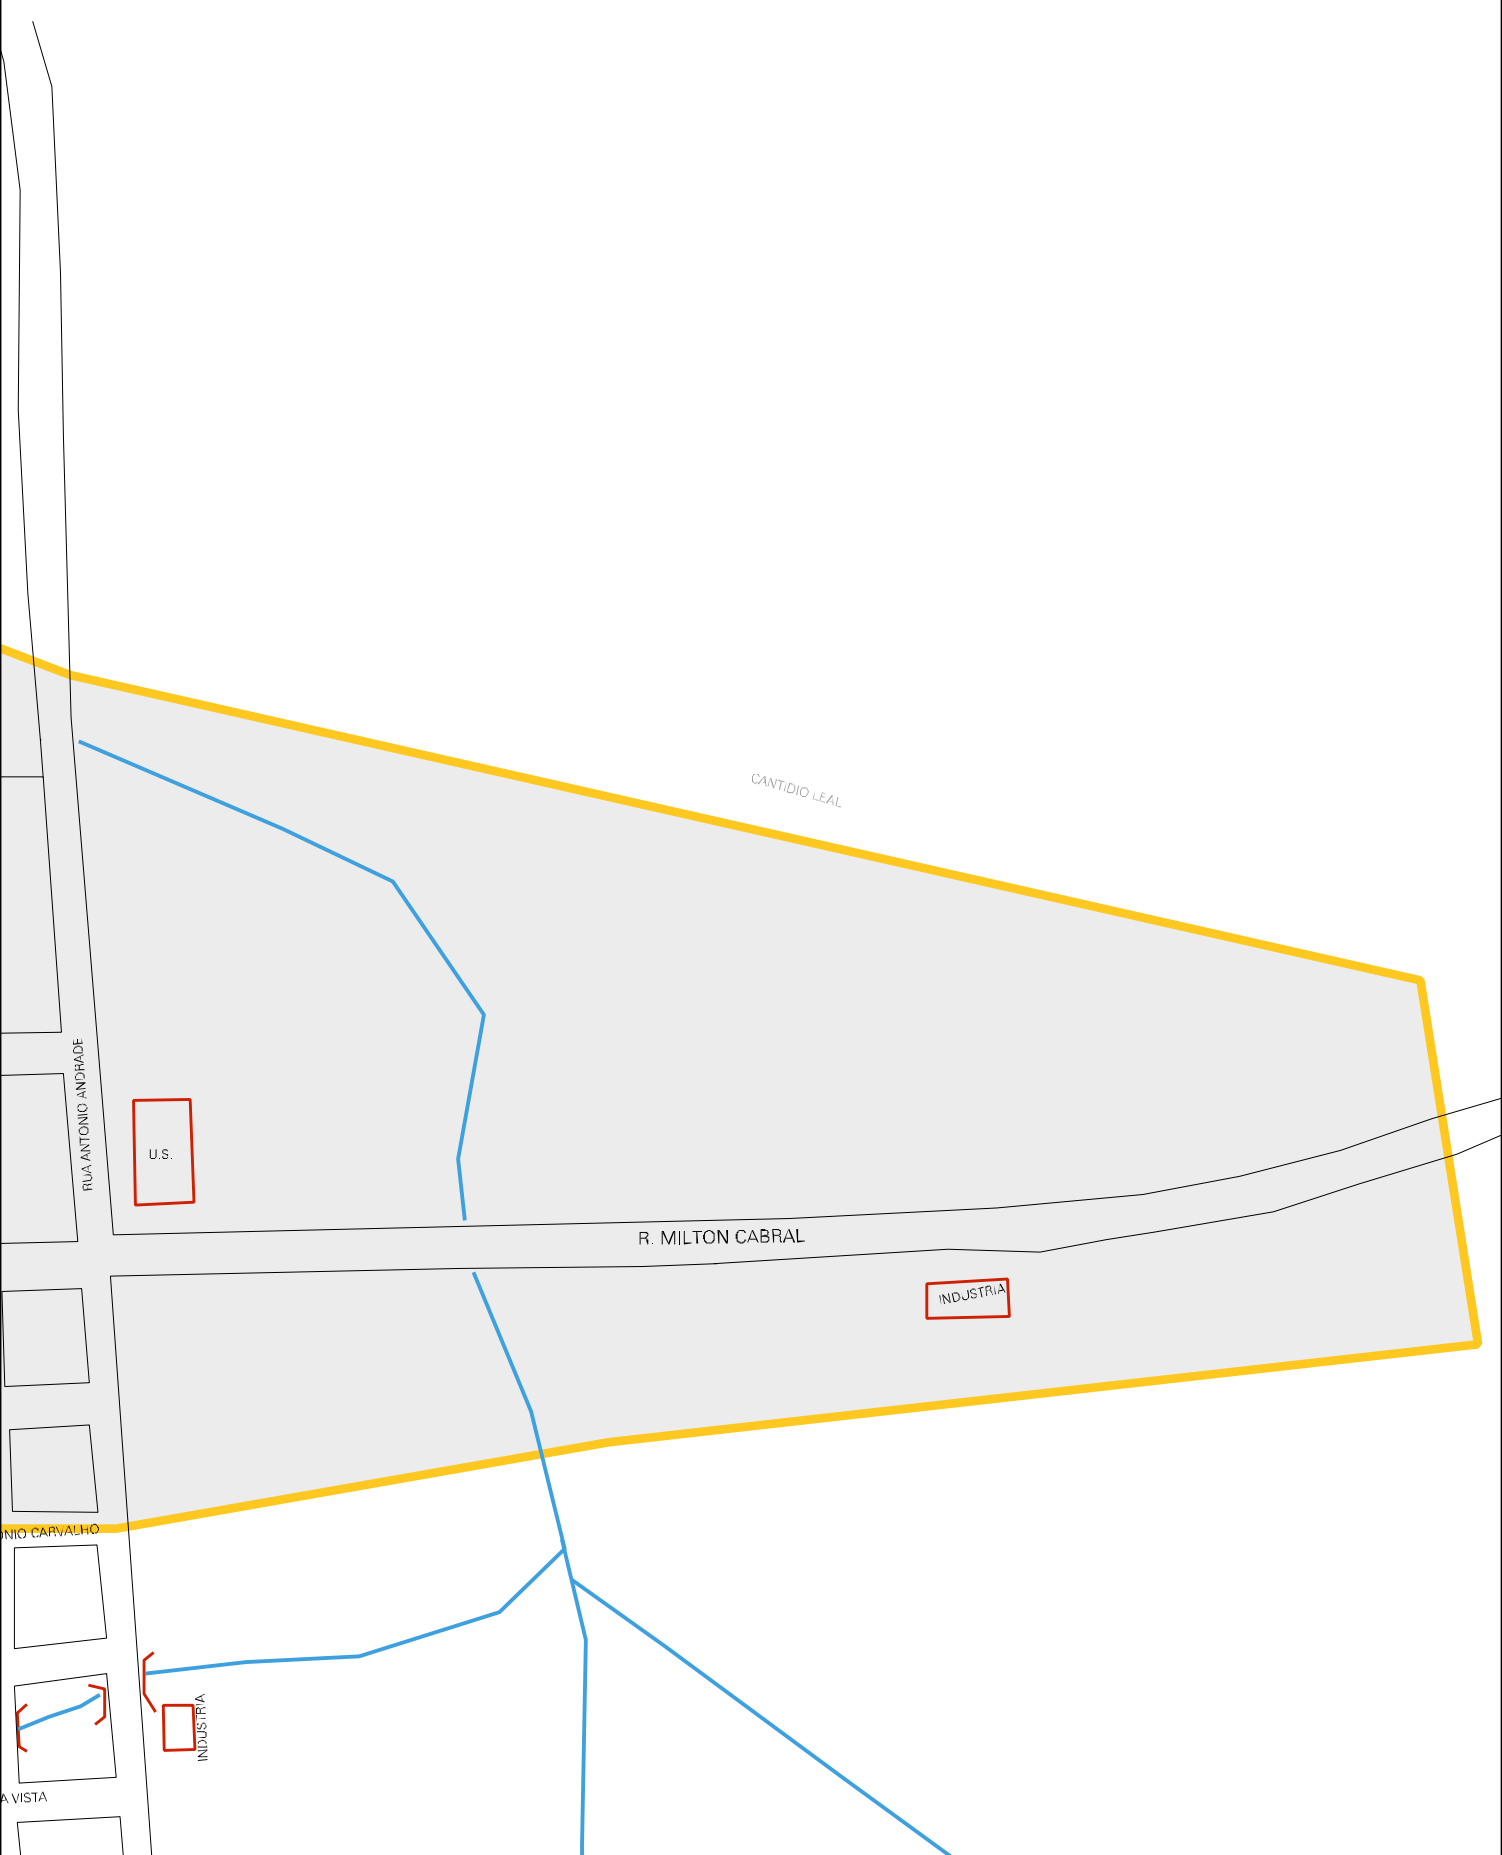 CANTIDIO LEAL
RUA ANTONIO ANDRADE
U.S.
R. MILTON CABRAL
INDUSTRIA
ONIO CARVALHO
INDUSTRIA
A VISTA